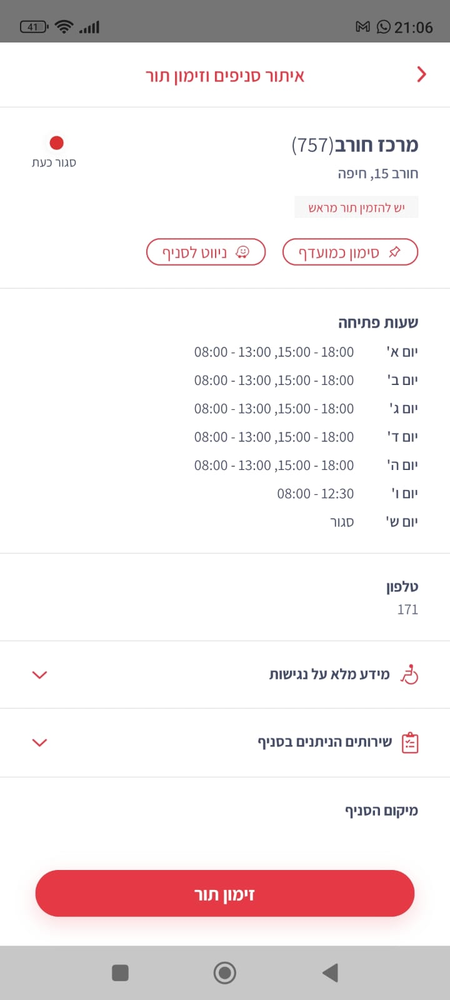 41
21:06
איתור סניפים וזימון תור
מרכז חורב(757)
סגור כעת
חורב 15, חיפה
יש להזמין תור מראש
סימון כמועדף
ניווט לסניף
שעות פתיחה
יום א' 08:00 - 13:00 ,15:00 - 18:00
יום ב' 08:00 - 13:00 ,15:00 - 18:00
יום ג' 08:00 - 13:00 ,15:00 - 18:00
יום ד' 08:00 - 13:00 ,15:00 - 18:00
יום ה' 08:00 - 13:00 ,15:00 - 18:00
יום ו' 08:00 - 12:30
יום ש' סגור
טלפון
171
מידע מלא על נגישות
שירותים הניתנים בסניף
מיקום הסניף
זימון תור